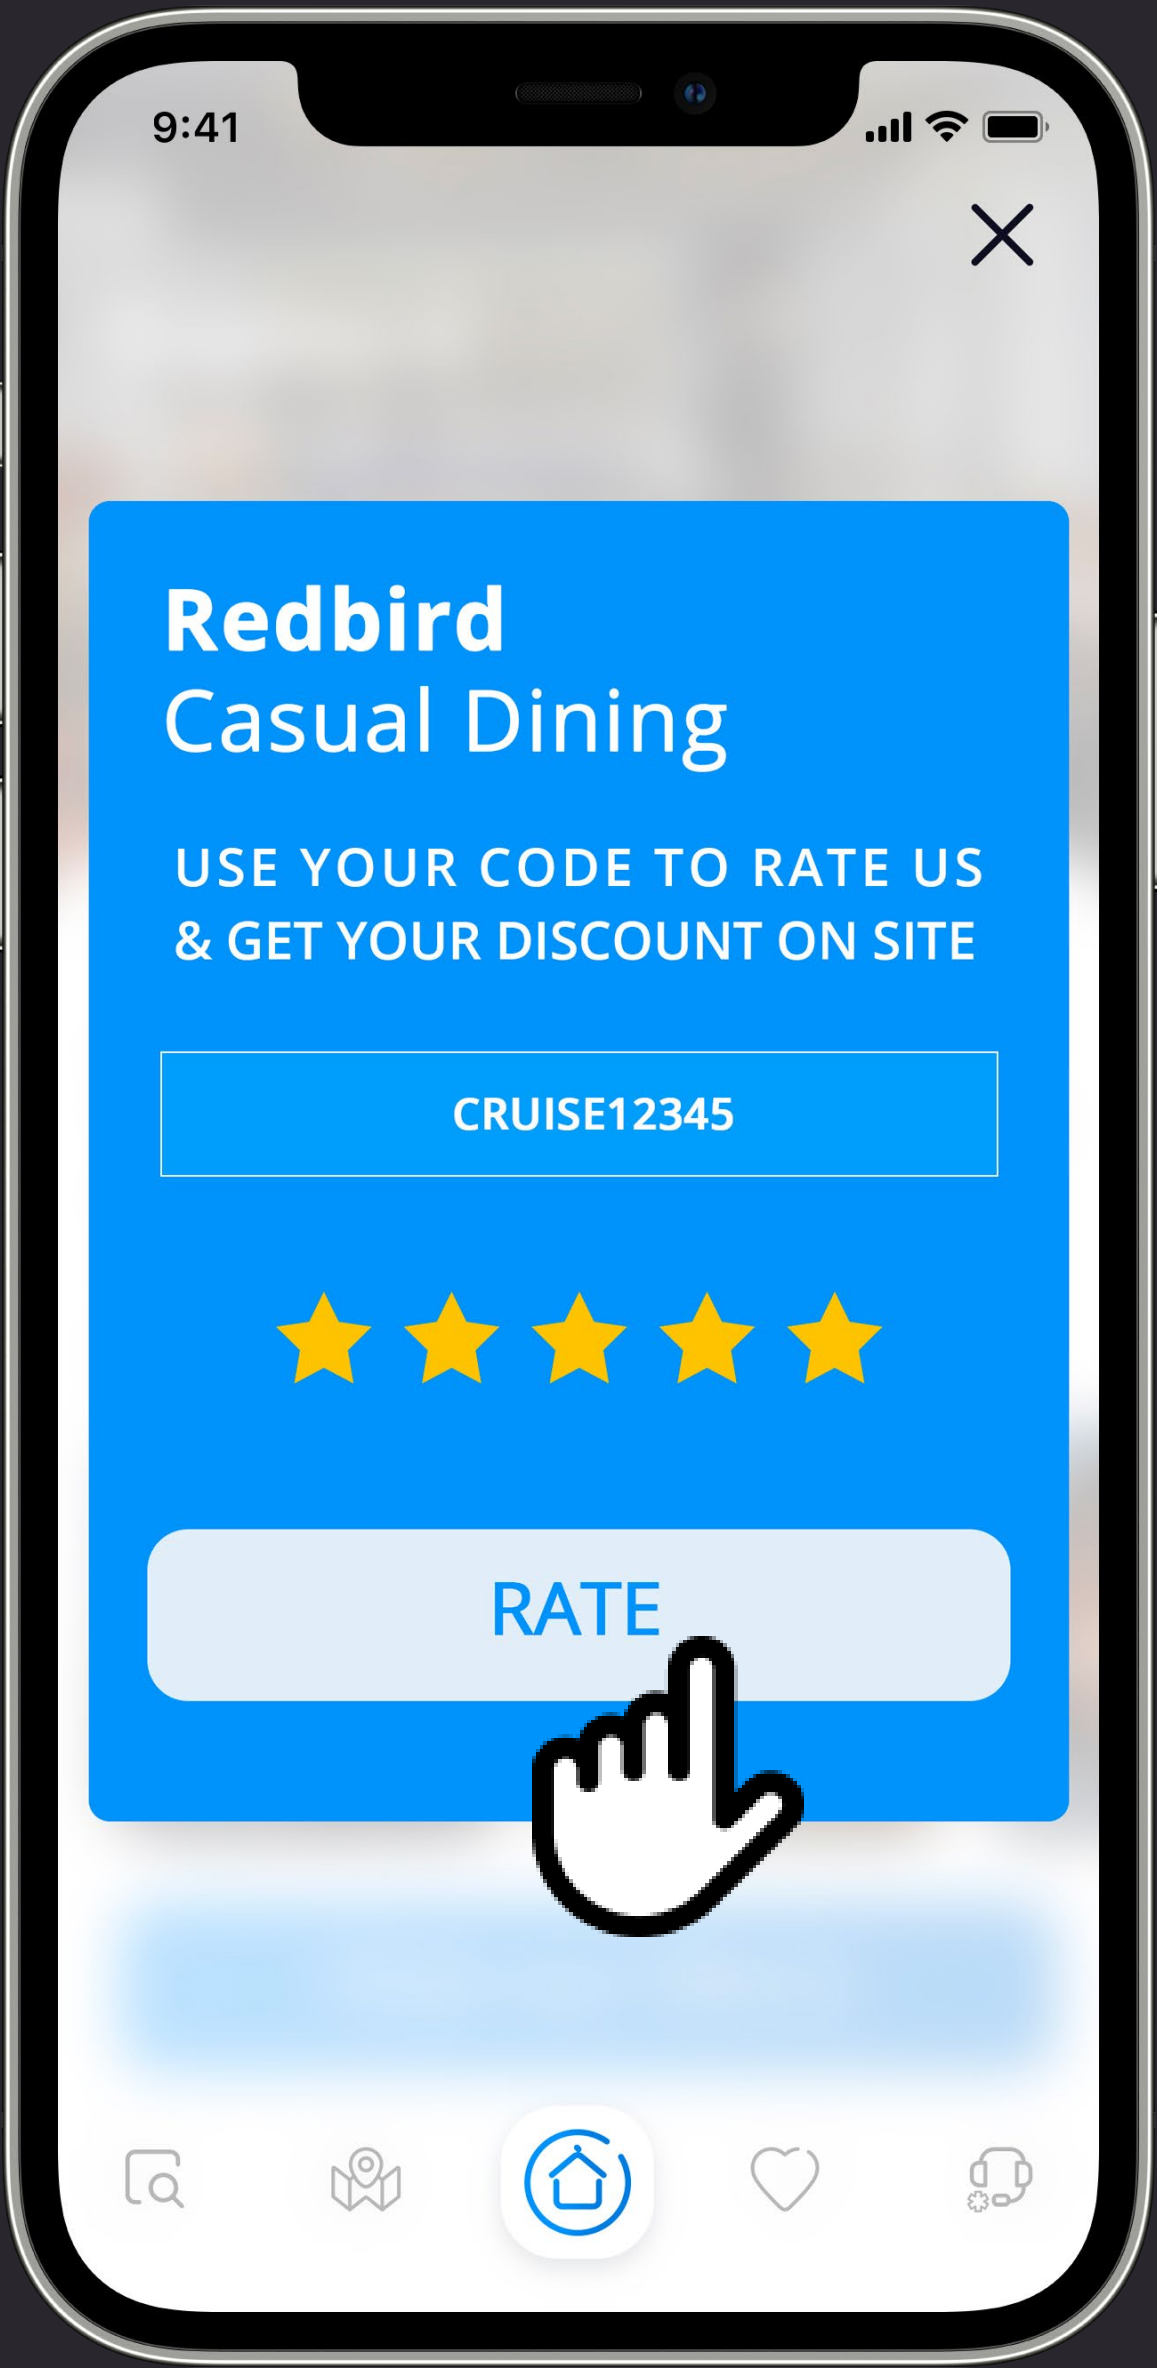 9:41
Redbird
Casual Dining
USE YOUR CODE TO RATE US
& GET YOUR DISCOUNT ON SITE
CRUISE12345
RATE